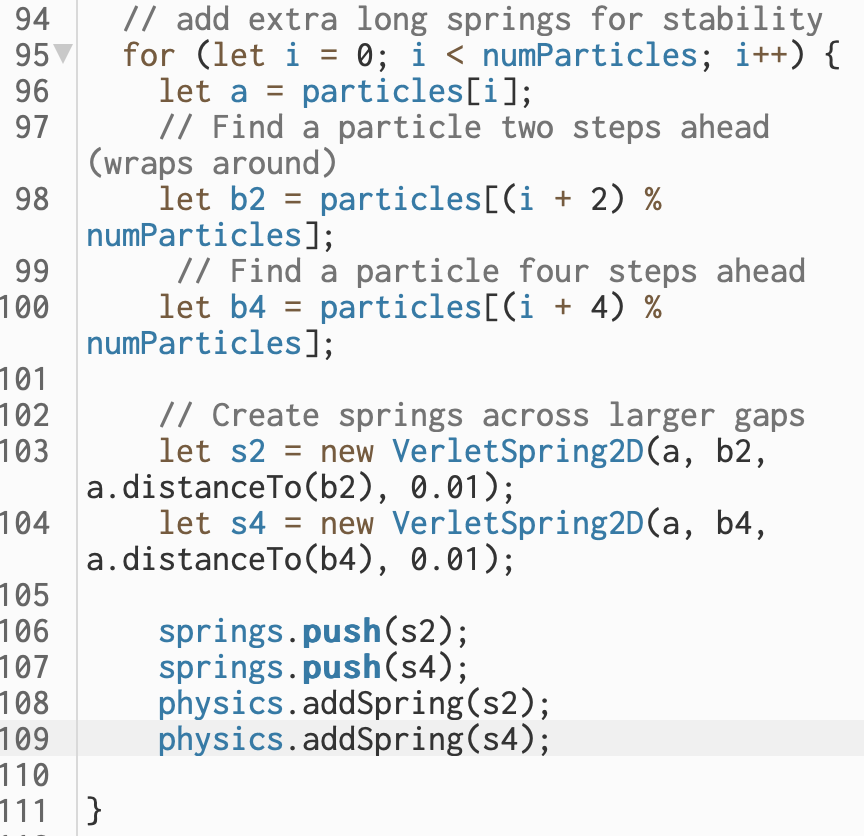 94 // add extra long springs for stability
95 for (let i = 0; i < numParticles; i++) {
96 let a = particles[i];
97 // Find a particle two steps ahead
(wraps around)
98 let b2 = particles[(i + 2) %
numParticles];
99 // Find a particle four steps ahead
100 let b4 = particles[(i + 4) %
numParticles];
101
102 // Create springs across larger gaps
103 let s2 = new VerletSpring2D(a, b2,
a.distanceTo(b2), 0.01);
104 let s4 = new VerletSpring2D(a, b4,
a.distanceTo(b4), 0.01);
105
106 springs.push(s2);
107 springs.push(s4);
108 physics.addSpring(s2);
109 physics.addSpring(s4);
110
111 }